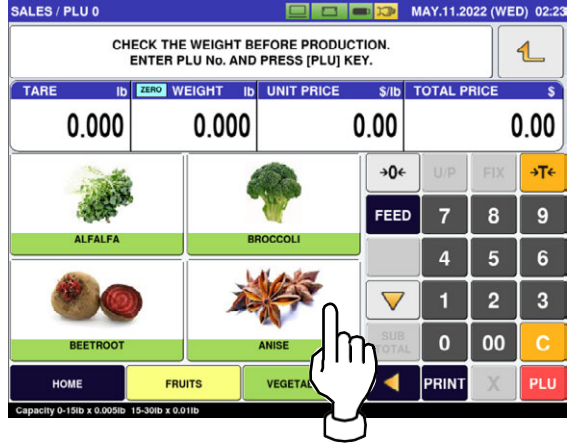 SALES / PLU 0 MAY.11.2022 (WED) 02:23
CHECK THE WEIGHT BEFORE PRODUCTION.
ENTER PLU No. AND PRESS [PLU] KEY.
TARE lb ZERO WEIGHT lb UNIT PRICE $/lb TOTAL PRICE $
0.000 0.000 0.00 0.00
→0← U/P FIX →T←
ALFALFA BROCCOLI
FEED 7 8 9
4 5 6
BEETROOT ANISE
1 2 3
SUB TOTAL 0 00 C
HOME FRUITS PRINT X PLU
Capacity 0-15lb x 0.005lb 15-30lb x 0.01lb